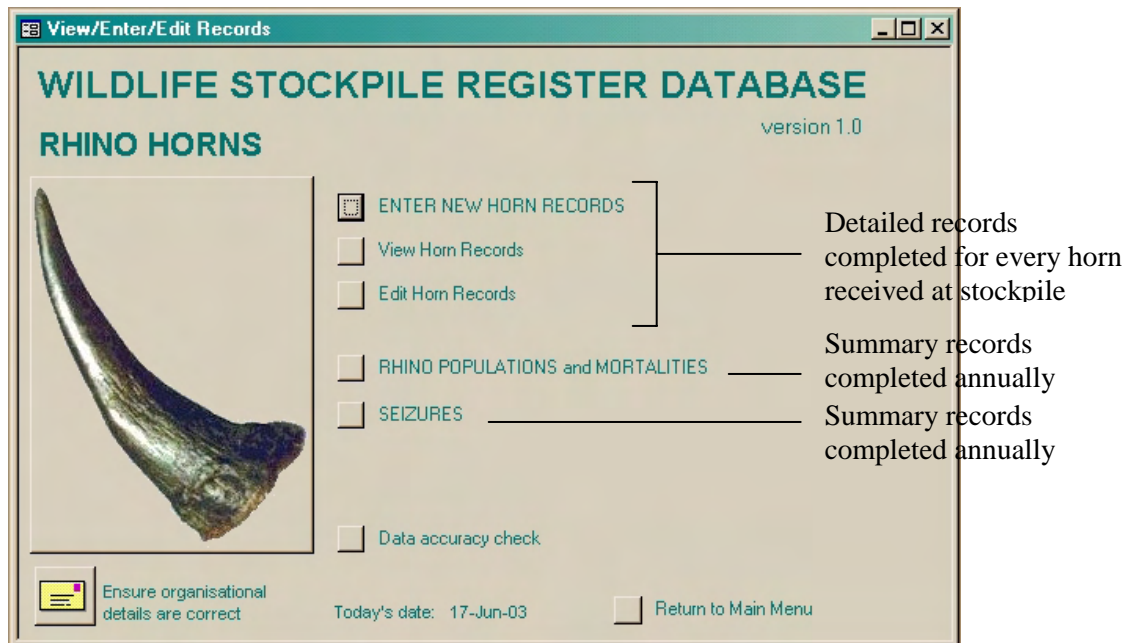 View/Enter/Edit Records
WILDLIFE STOCKPILE REGISTER DATABASE
version 1.0
RHINO HORNS
ENTER NEW HORN RECORDS
View Horn Records
Edit Horn Records
Detailed records
completed for every horn
received at stockpile
RHINO POPULATIONS and MORTALITIES
Summary records
completed annually
SEIZURES
Summary records
completed annually
Data accuracy check
Ensure organisational
details are correct
Today's date: 17-Jun-03
Return to Main Menu